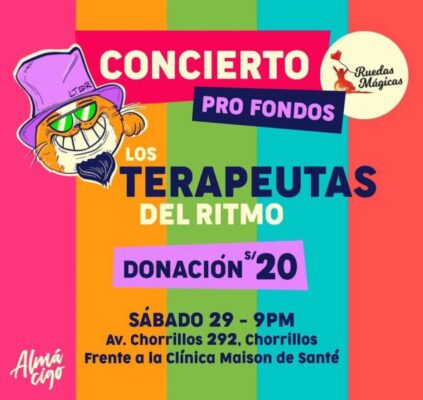 CONCIERTO
PRO FONDOS
Ruedas
Mágicas
LTDR
LOS
TERAPEUTAS
DEL RITMO
DONACIÓN S/20
SÁBADO 29 - 9PM
Av. Chorrillos 292, Chorrillos
Frente a la Clínica Maison de Santé
Almá
cigo